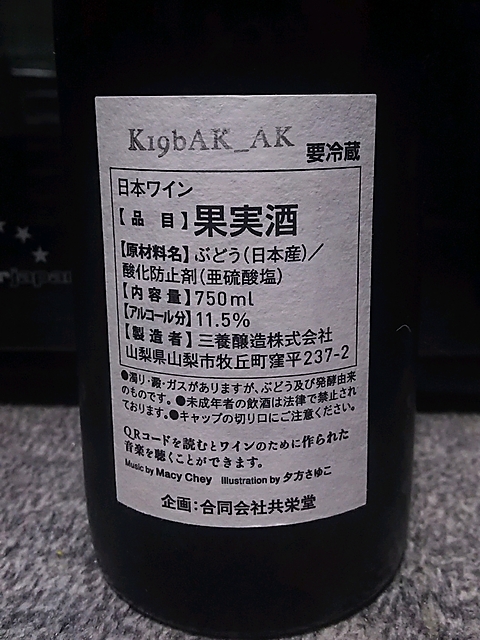 K19bAK_AK
要冷蔵
日本ワイン
【品目】果実酒
【原材料名】ぶどう(日本産)/
酸化防止剤(亜硫酸塩)
【内容量】750ml
【アルコール分】11.5%
【製造者】三養醸造株式会社
山梨県山梨市牧丘町窪平237-2
●濁り・澱・ガスがありますが、ぶどう及び発酵由来
のものです。●未成年者の飲酒は法律で禁止され
ております。●キャップの切り口にご注意ください。
QRコードを読むとワインのために作られた
音楽を聴くことができます。
Music by Macy Chey Illustration by 夕方さゆこ
企画:合同会社共栄堂
japan